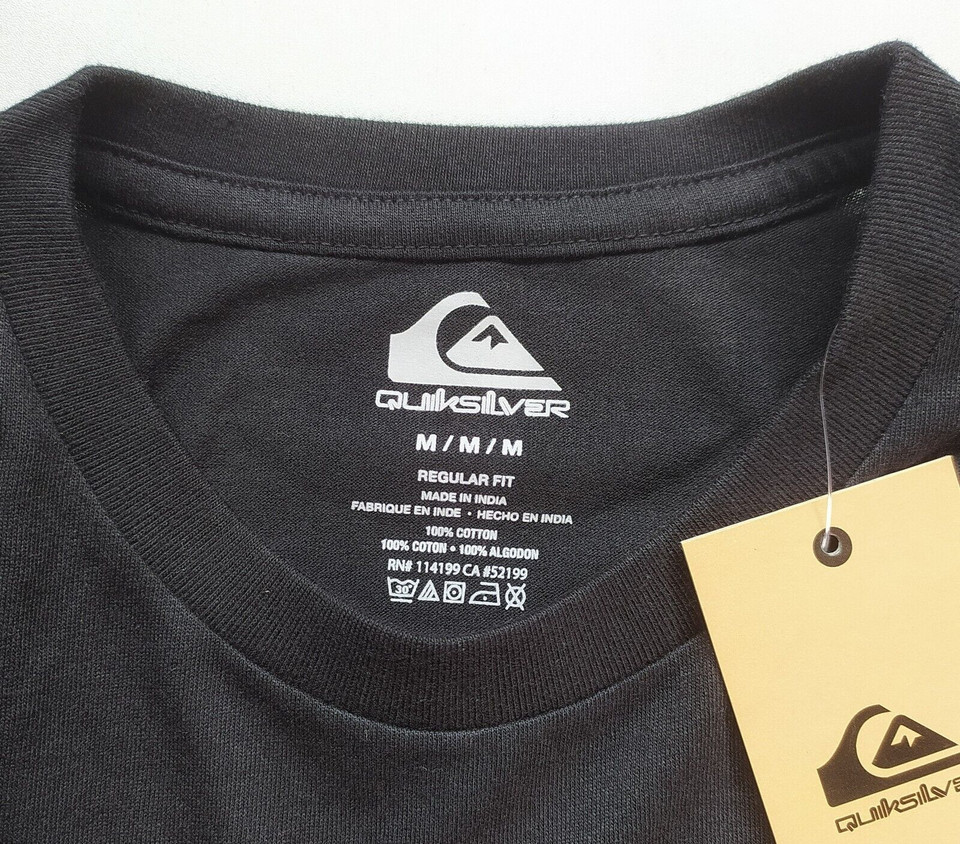 QUIKSILVER
M / M / M
REGULAR FIT
MADE IN INDIA
FABRIQUE EN INDE • HECHO EN INDIA
100% COTTON
100% COTON • 100% ALGODON
RN# 114199 CA #52199
30°
QUIKSILVE